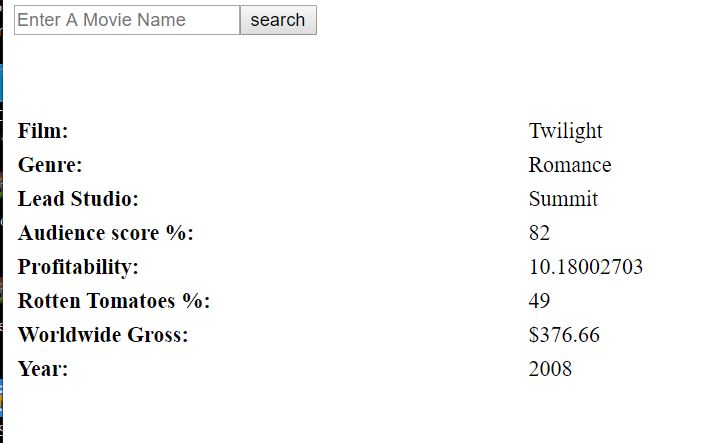 Enter A Movie Name search
Film: Twilight
Genre: Romance
Lead Studio: Summit
Audience score %: 82
Profitability: 10.18002703
Rotten Tomatoes %: 49
Worldwide Gross: $376.66
Year: 2008